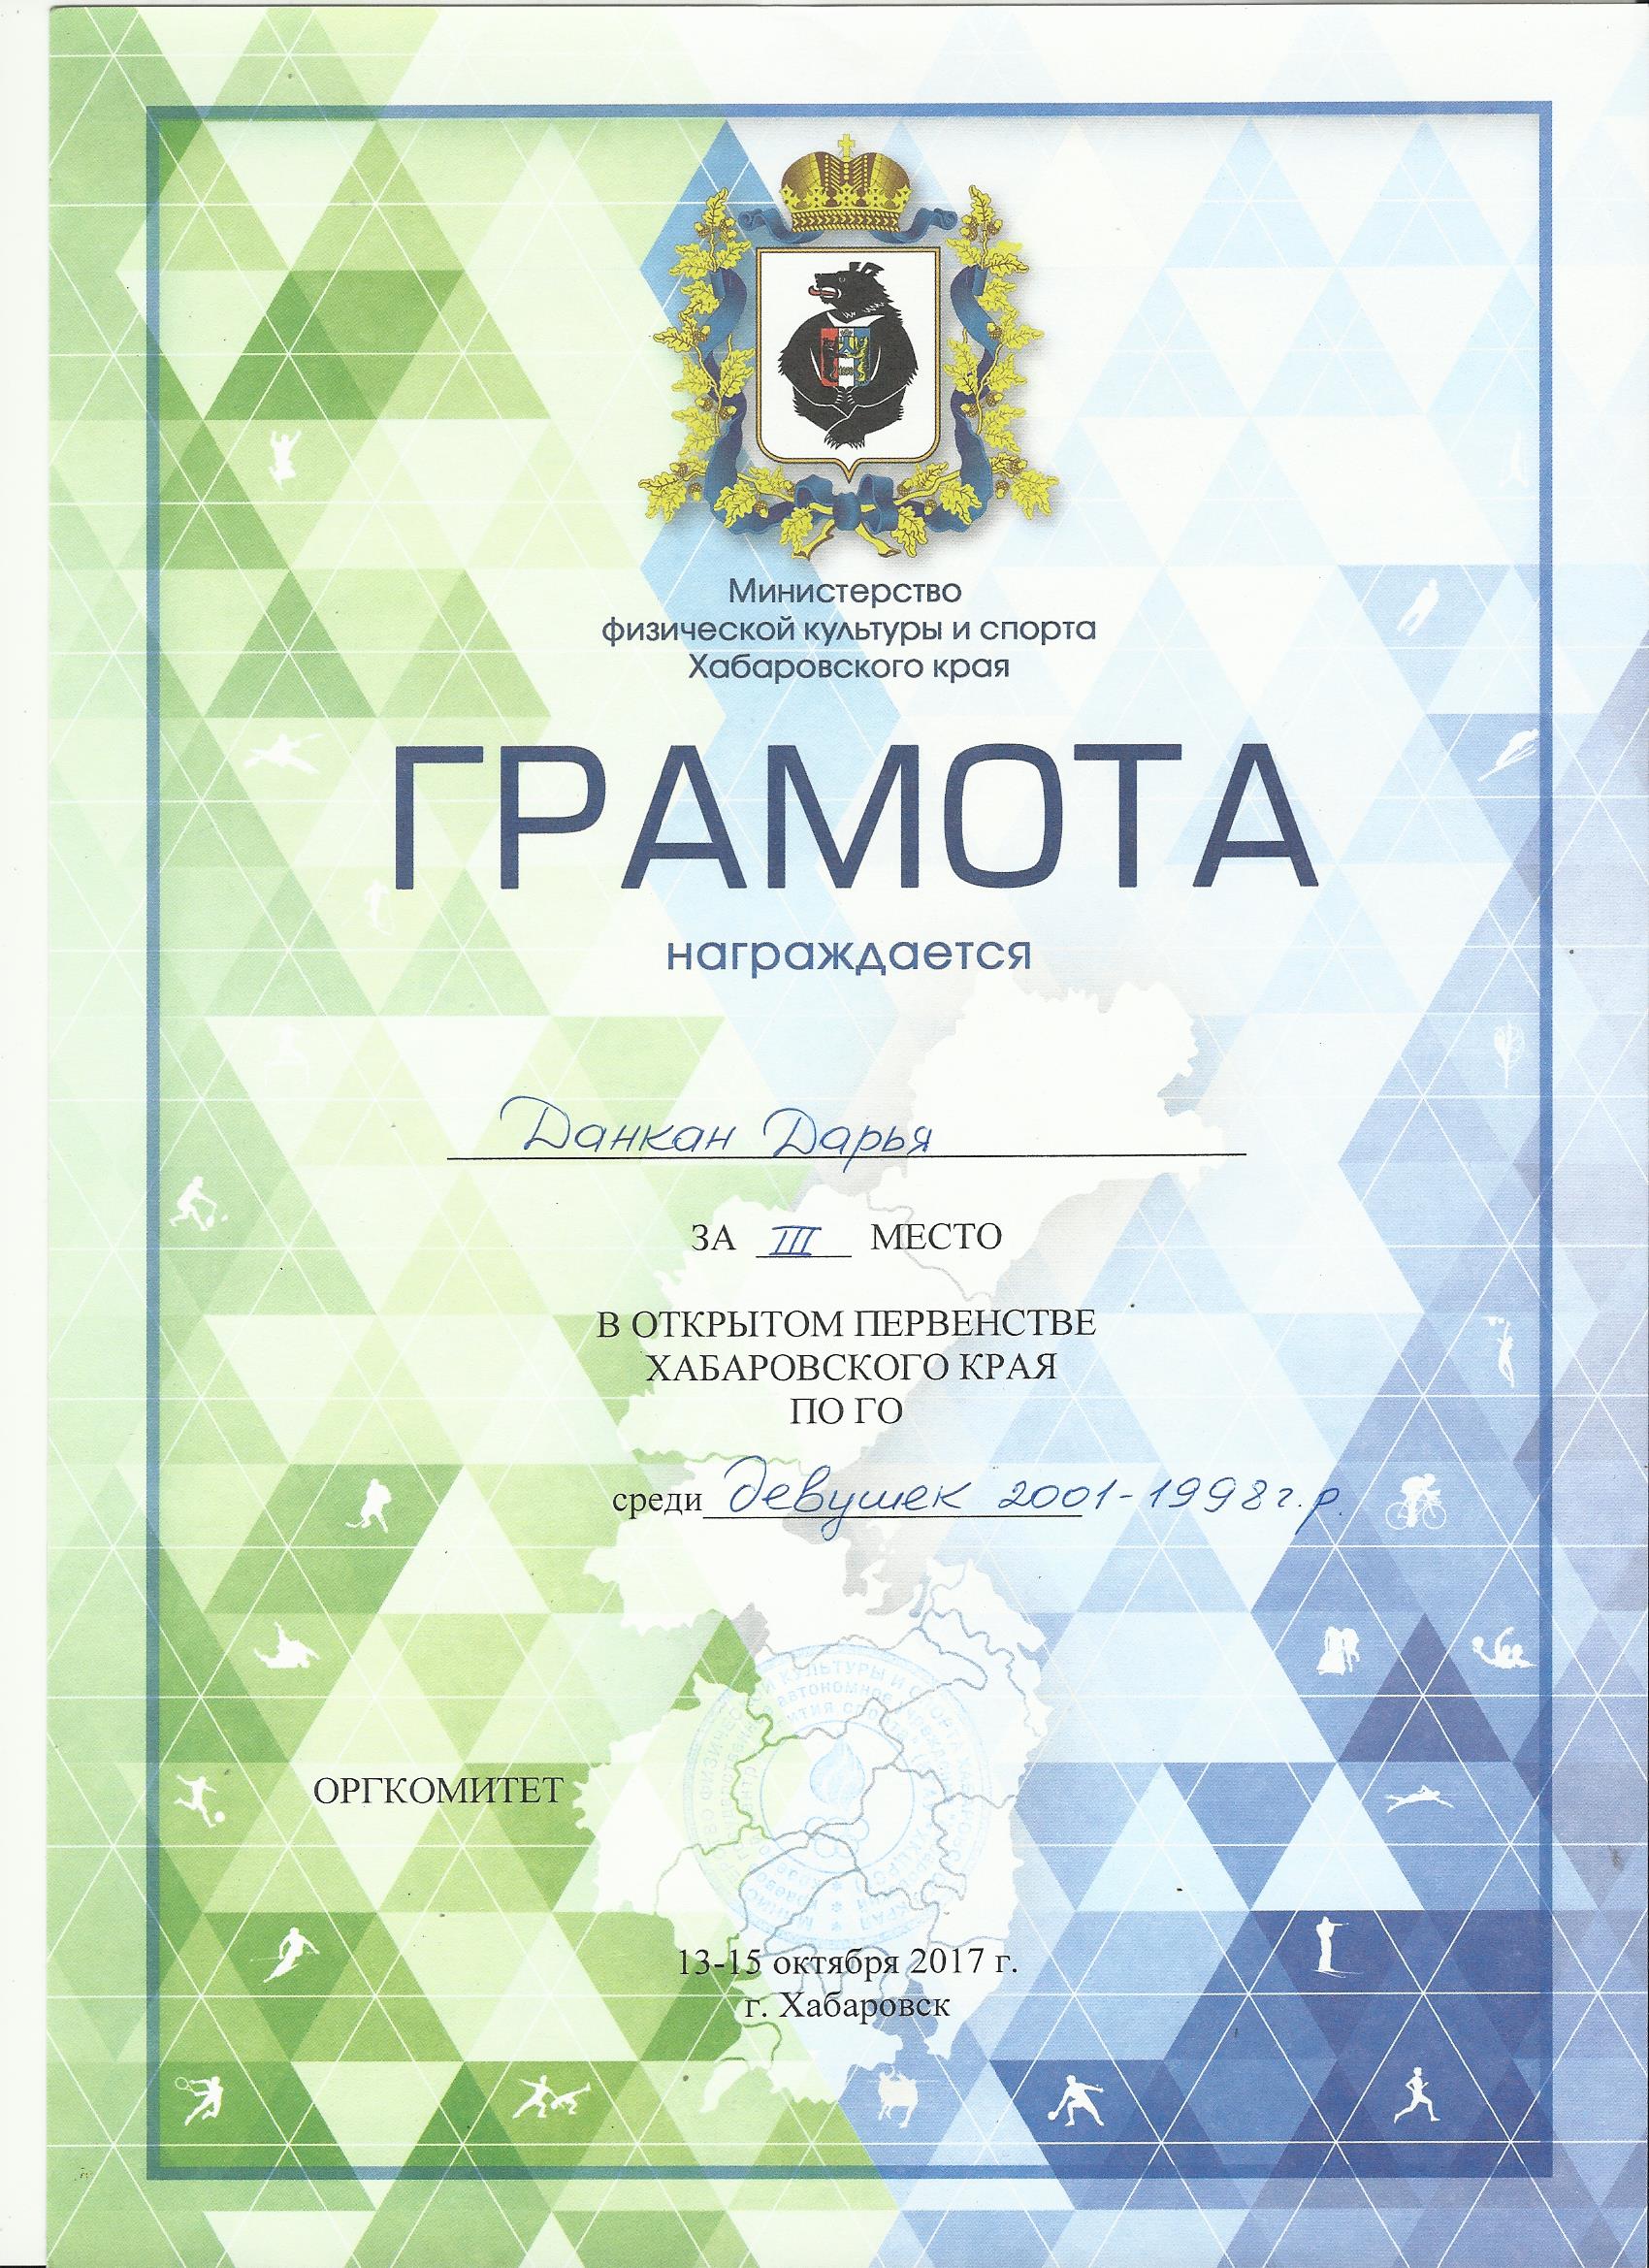 Министерство
физической культуры и спорта
Хабаровского края
ГРАМОТА
награждается
Данкан Дарья
ЗА III МЕСТО
В ОТКРЫТОМ ПЕРВЕНСТВЕ
ХАБАРОВСКОГО КРАЯ
ПО ГО
среди девушек 2001-1998г.р.
ОРГКОМИТЕТ
13-15 октября 2017 г.
г. Хабаровск